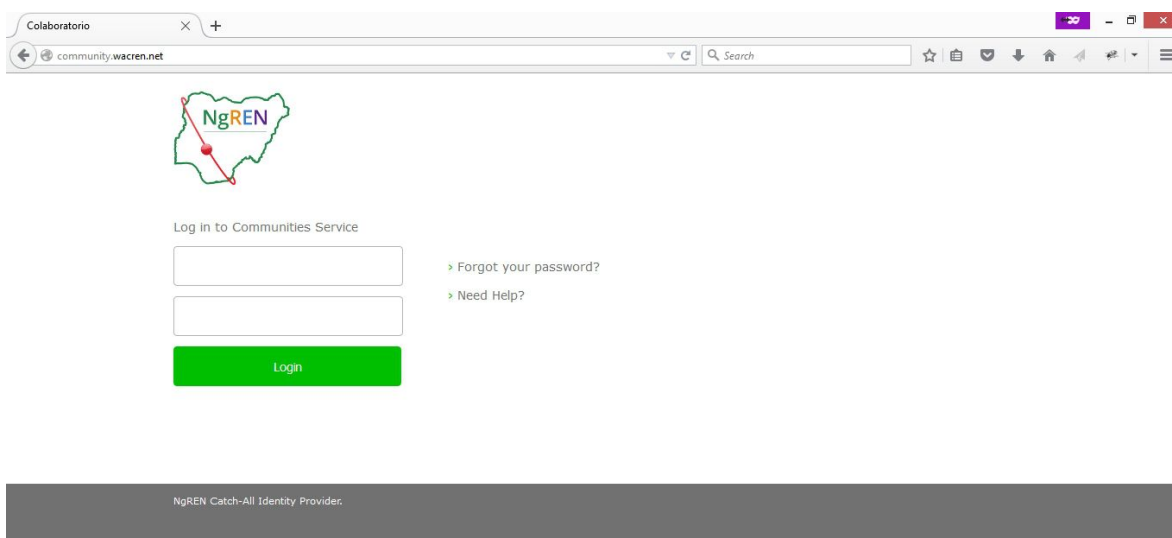 Colaboratorio
community.wacren.net
Search
NgREN
Log in to Communities Service
› Forgot your password?
› Need Help?
Login
NgREN Catch-All Identity Provider.